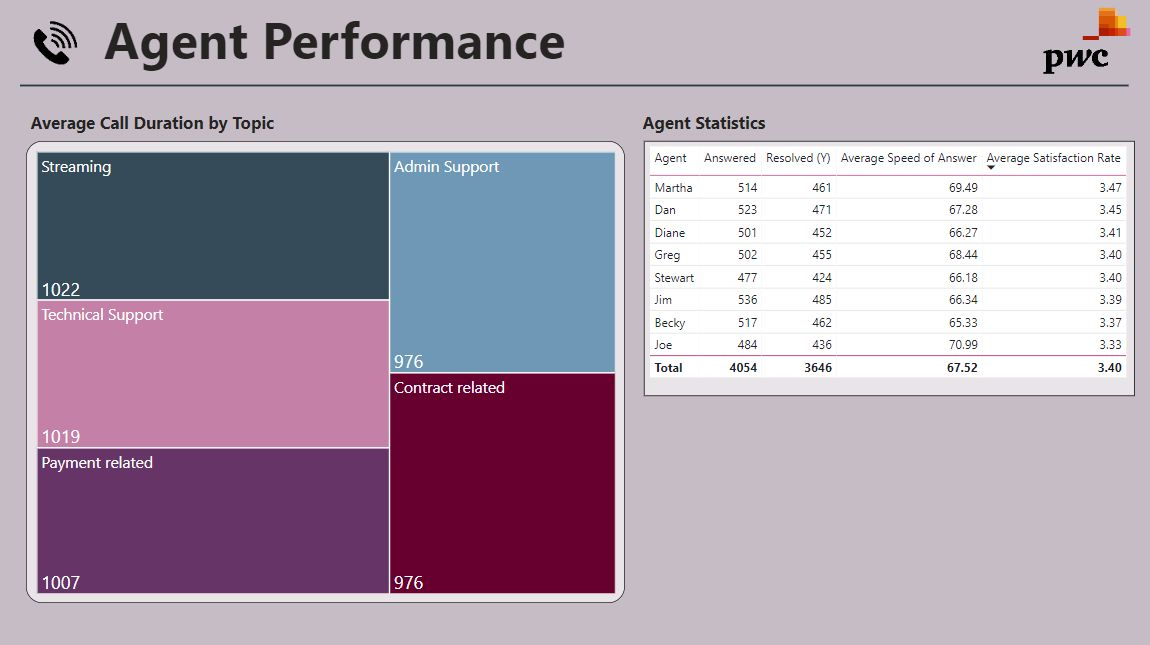 Agent Performance
pwc
Average Call Duration by Topic
Streaming
1022
Technical Support
1019
Payment related
1007
Admin Support
976
Contract related
976
Agent Statistics
Agent Answered Resolved (Y) Average Speed of Answer Average Satisfaction Rate
Martha 514 461 69.49 3.47
Dan 523 471 67.28 3.45
Diane 501 452 66.27 3.41
Greg 502 455 68.44 3.40
Stewart 477 424 66.18 3.40
Jim 536 485 66.34 3.39
Becky 517 462 65.33 3.37
Joe 484 436 70.99 3.33
Total 4054 3646 67.52 3.40